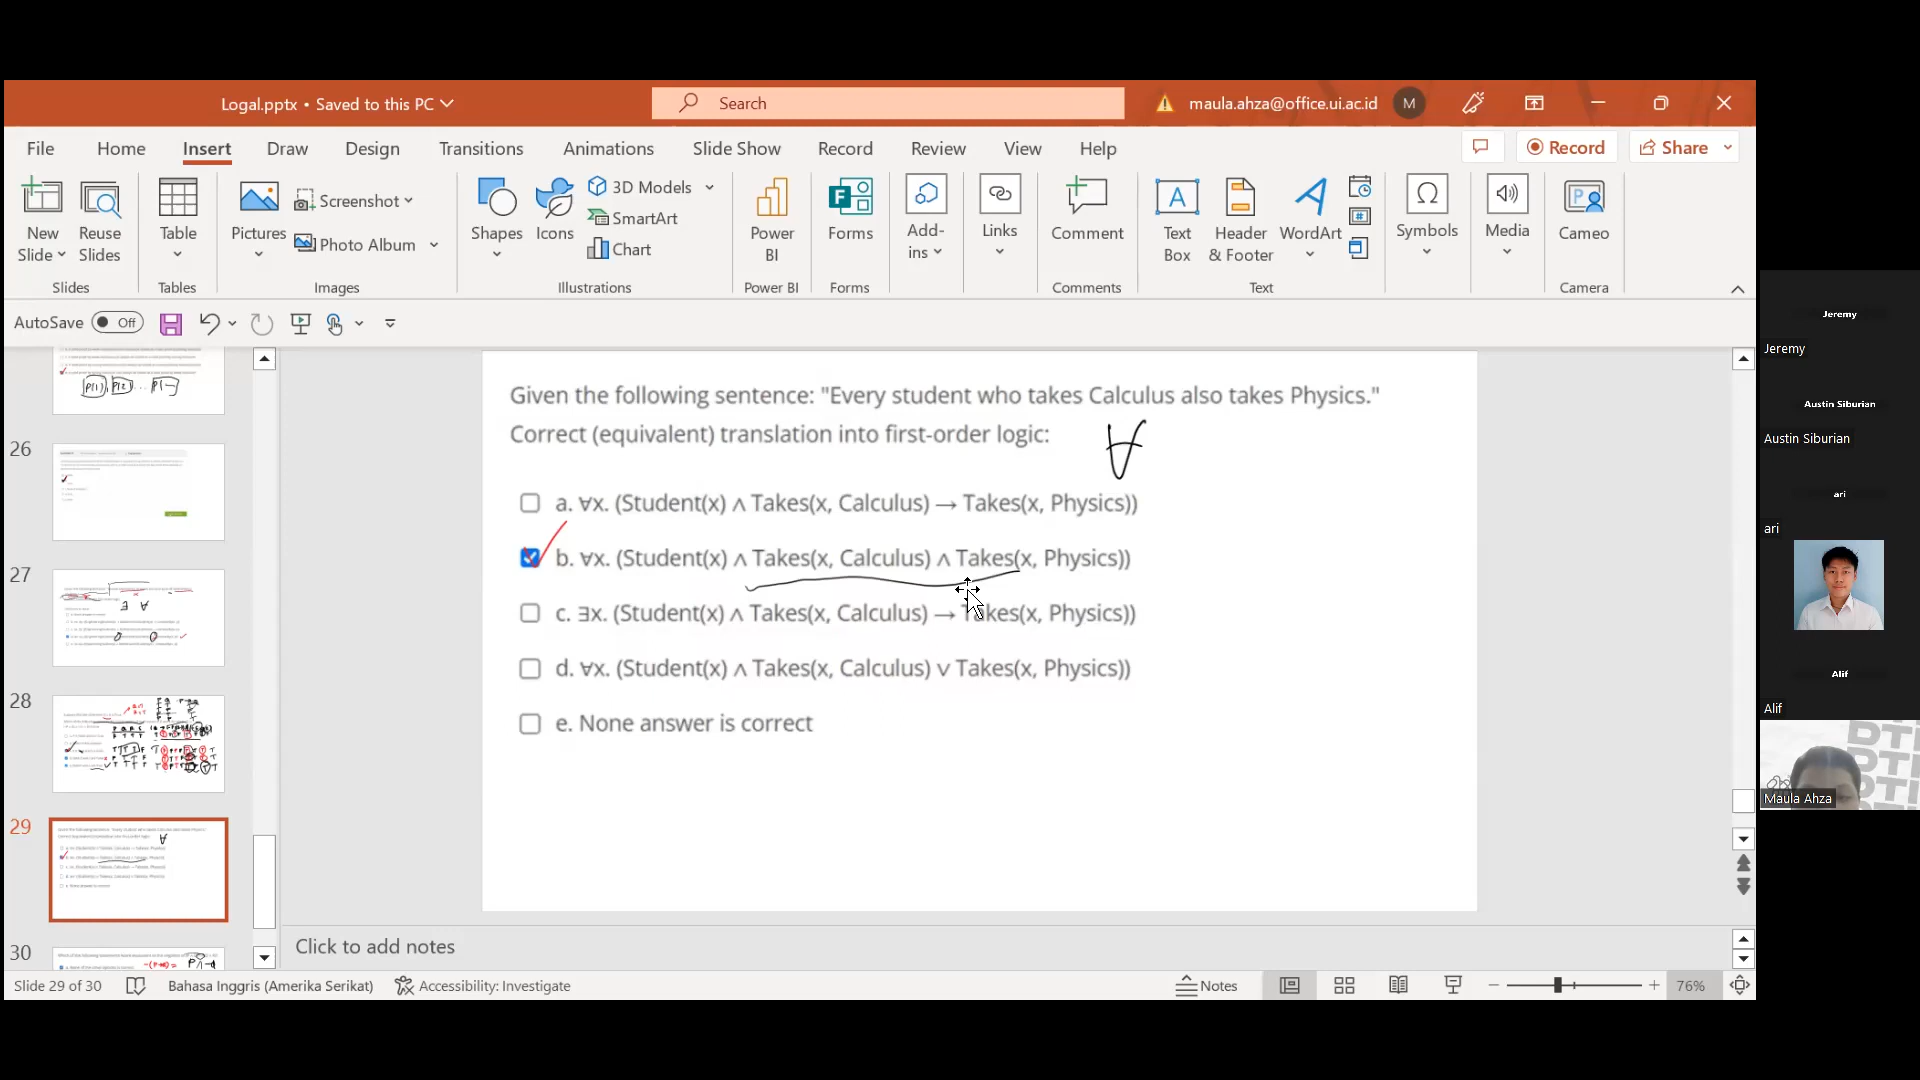 Logal.pptx • Saved to this PC
Search
maula.ahza@office.ui.ac.id
M
File
Home
Insert
Draw
Design
Transitions
Animations
Slide Show
Record
Review
View
Help
Record
Share
New Slide
Reuse Slides
Table
Pictures
Screenshot
Photo Album
Shapes
Icons
3D Models
SmartArt
Chart
Power BI
Forms
Add-ins
Links
Comment
Text Box
Header & Footer
WordArt
Symbols
Media
Cameo
Slides
Tables
Images
Illustrations
Power BI
Forms
Comments
Text
Camera
AutoSave
Off
26
27
28
29
30
Given the following sentence: "Every student who takes Calculus also takes Physics."
Correct (equivalent) translation into first-order logic:
∀
a. ∀x. (Student(x) ∧ Takes(x, Calculus) → Takes(x, Physics))
b. ∀x. (Student(x) ∧ Takes(x, Calculus) ∧ Takes(x, Physics))
c. ∃x. (Student(x) ∧ Takes(x, Calculus) → Takes(x, Physics))
d. ∀x. (Student(x) ∧ Takes(x, Calculus) ∨ Takes(x, Physics))
e. None answer is correct
Click to add notes
Slide 29 of 30
Bahasa Inggris (Amerika Serikat)
Accessibility: Investigate
Notes
76%
Jeremy
Jeremy
Austin Siburian
Austin Siburian
ari
ari
Alif
Alif
Maula Ahza